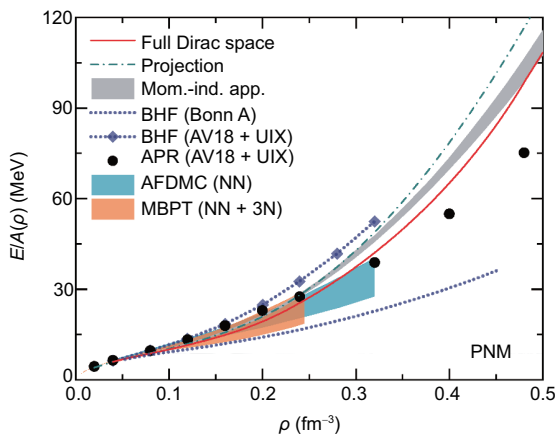 120
90
60
30
0
E/A(ρ) (MeV)
Full Dirac space
Projection
Mom.-ind. app.
BHF (Bonn A)
BHF (AV18 + UIX)
APR (AV18 + UIX)
AFDMC (NN)
MBPT (NN + 3N)
PNM
0.0 0.1 0.2 0.3 0.4 0.5
ρ (fm⁻³)